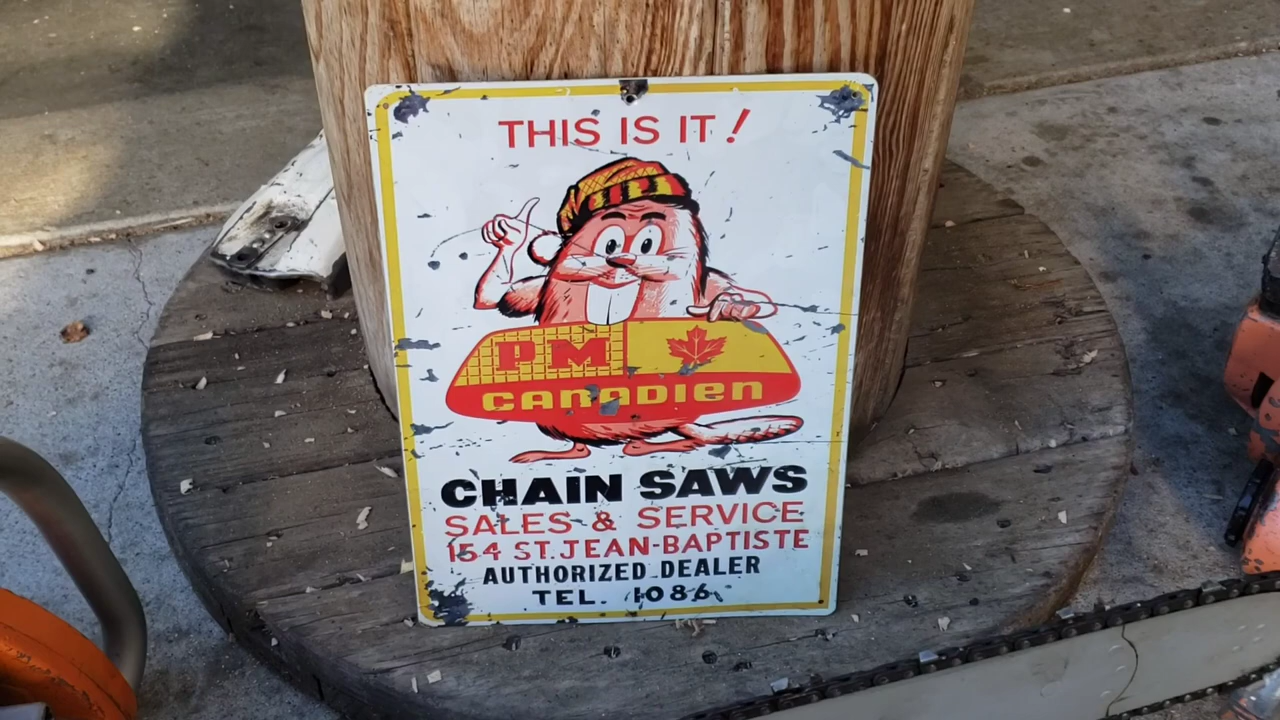 THIS IS IT!
PM
CANADIEN
CHAIN SAWS
SALES & SERVICE
154 ST. JEAN-BAPTISTE
AUTHORIZED DEALER
TEL. 1086